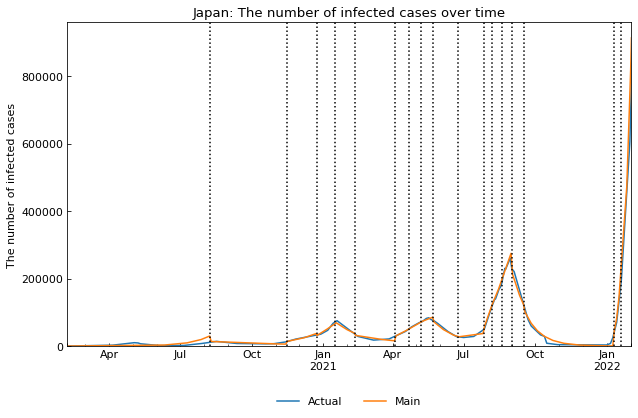 Japan: The number of infected cases over time
The number of infected cases
800000
600000
400000
200000
0
Apr Jul Oct Jan Apr Jul Oct Jan
2021 2022
Actual Main